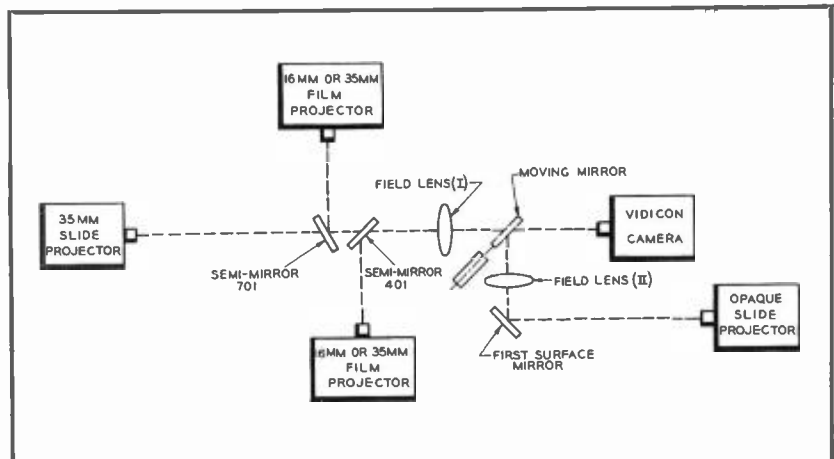 16MM OR 35MM
FILM
PROJECTOR
MOVING MIRROR
FIELD LENS(I)
35MM
SLIDE
PROJECTOR
VIDICON
CAMERA
SEMI-MIRROR
701
SEMI-MIRROR
401
FIELD LENS(II)
OPAQUE
SLIDE
PROJECTOR
16MM OR 35MM
FILM
PROJECTOR
FIRST SURFACE
MIRROR